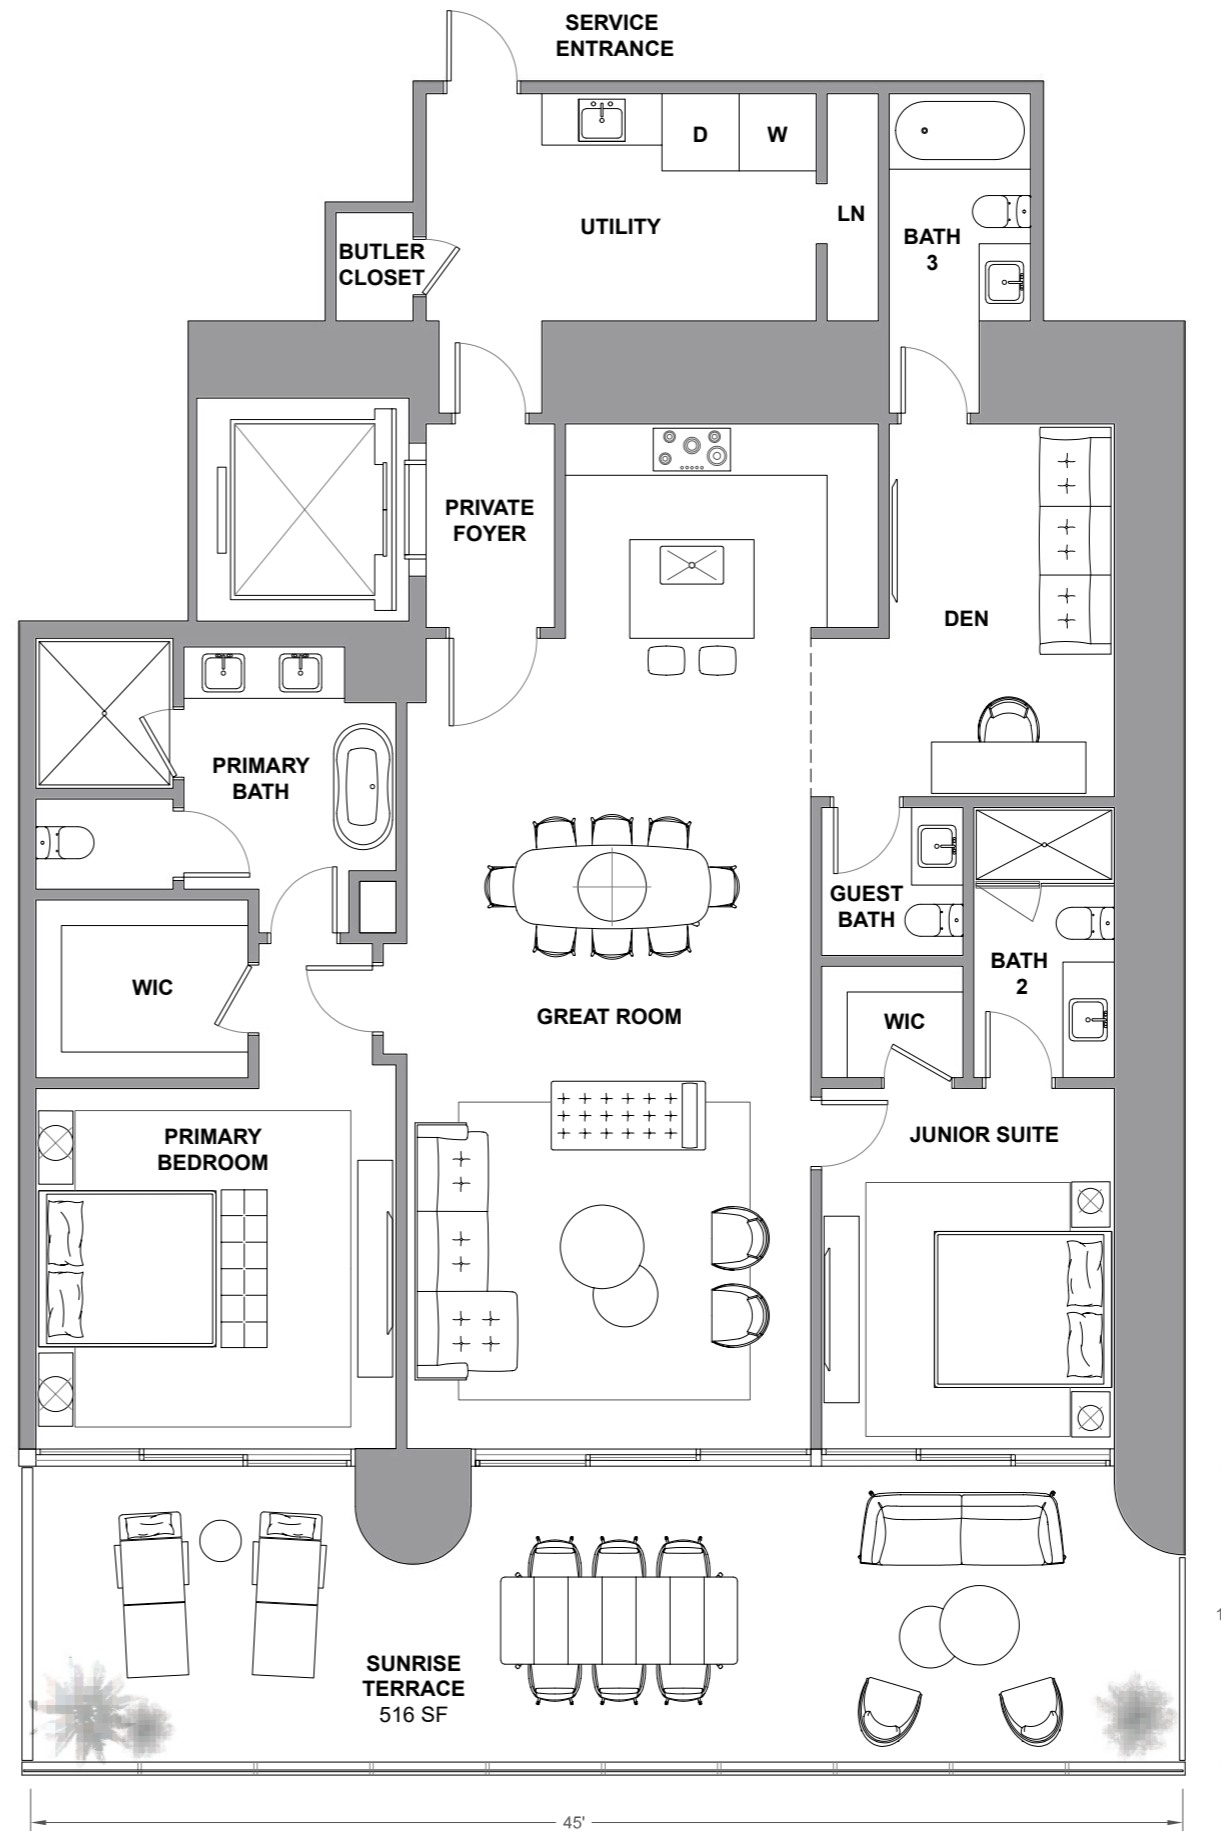 SERVICE
ENTRANCE
D
W
LN
UTILITY
BATH
3
BUTLER
CLOSET
PRIVATE
FOYER
DEN
PRIMARY
BATH
GUEST
BATH
BATH
2
WIC
GREAT ROOM
WIC
PRIMARY
BEDROOM
JUNIOR SUITE
SUNRISE
TERRACE
516 SF
1
45'